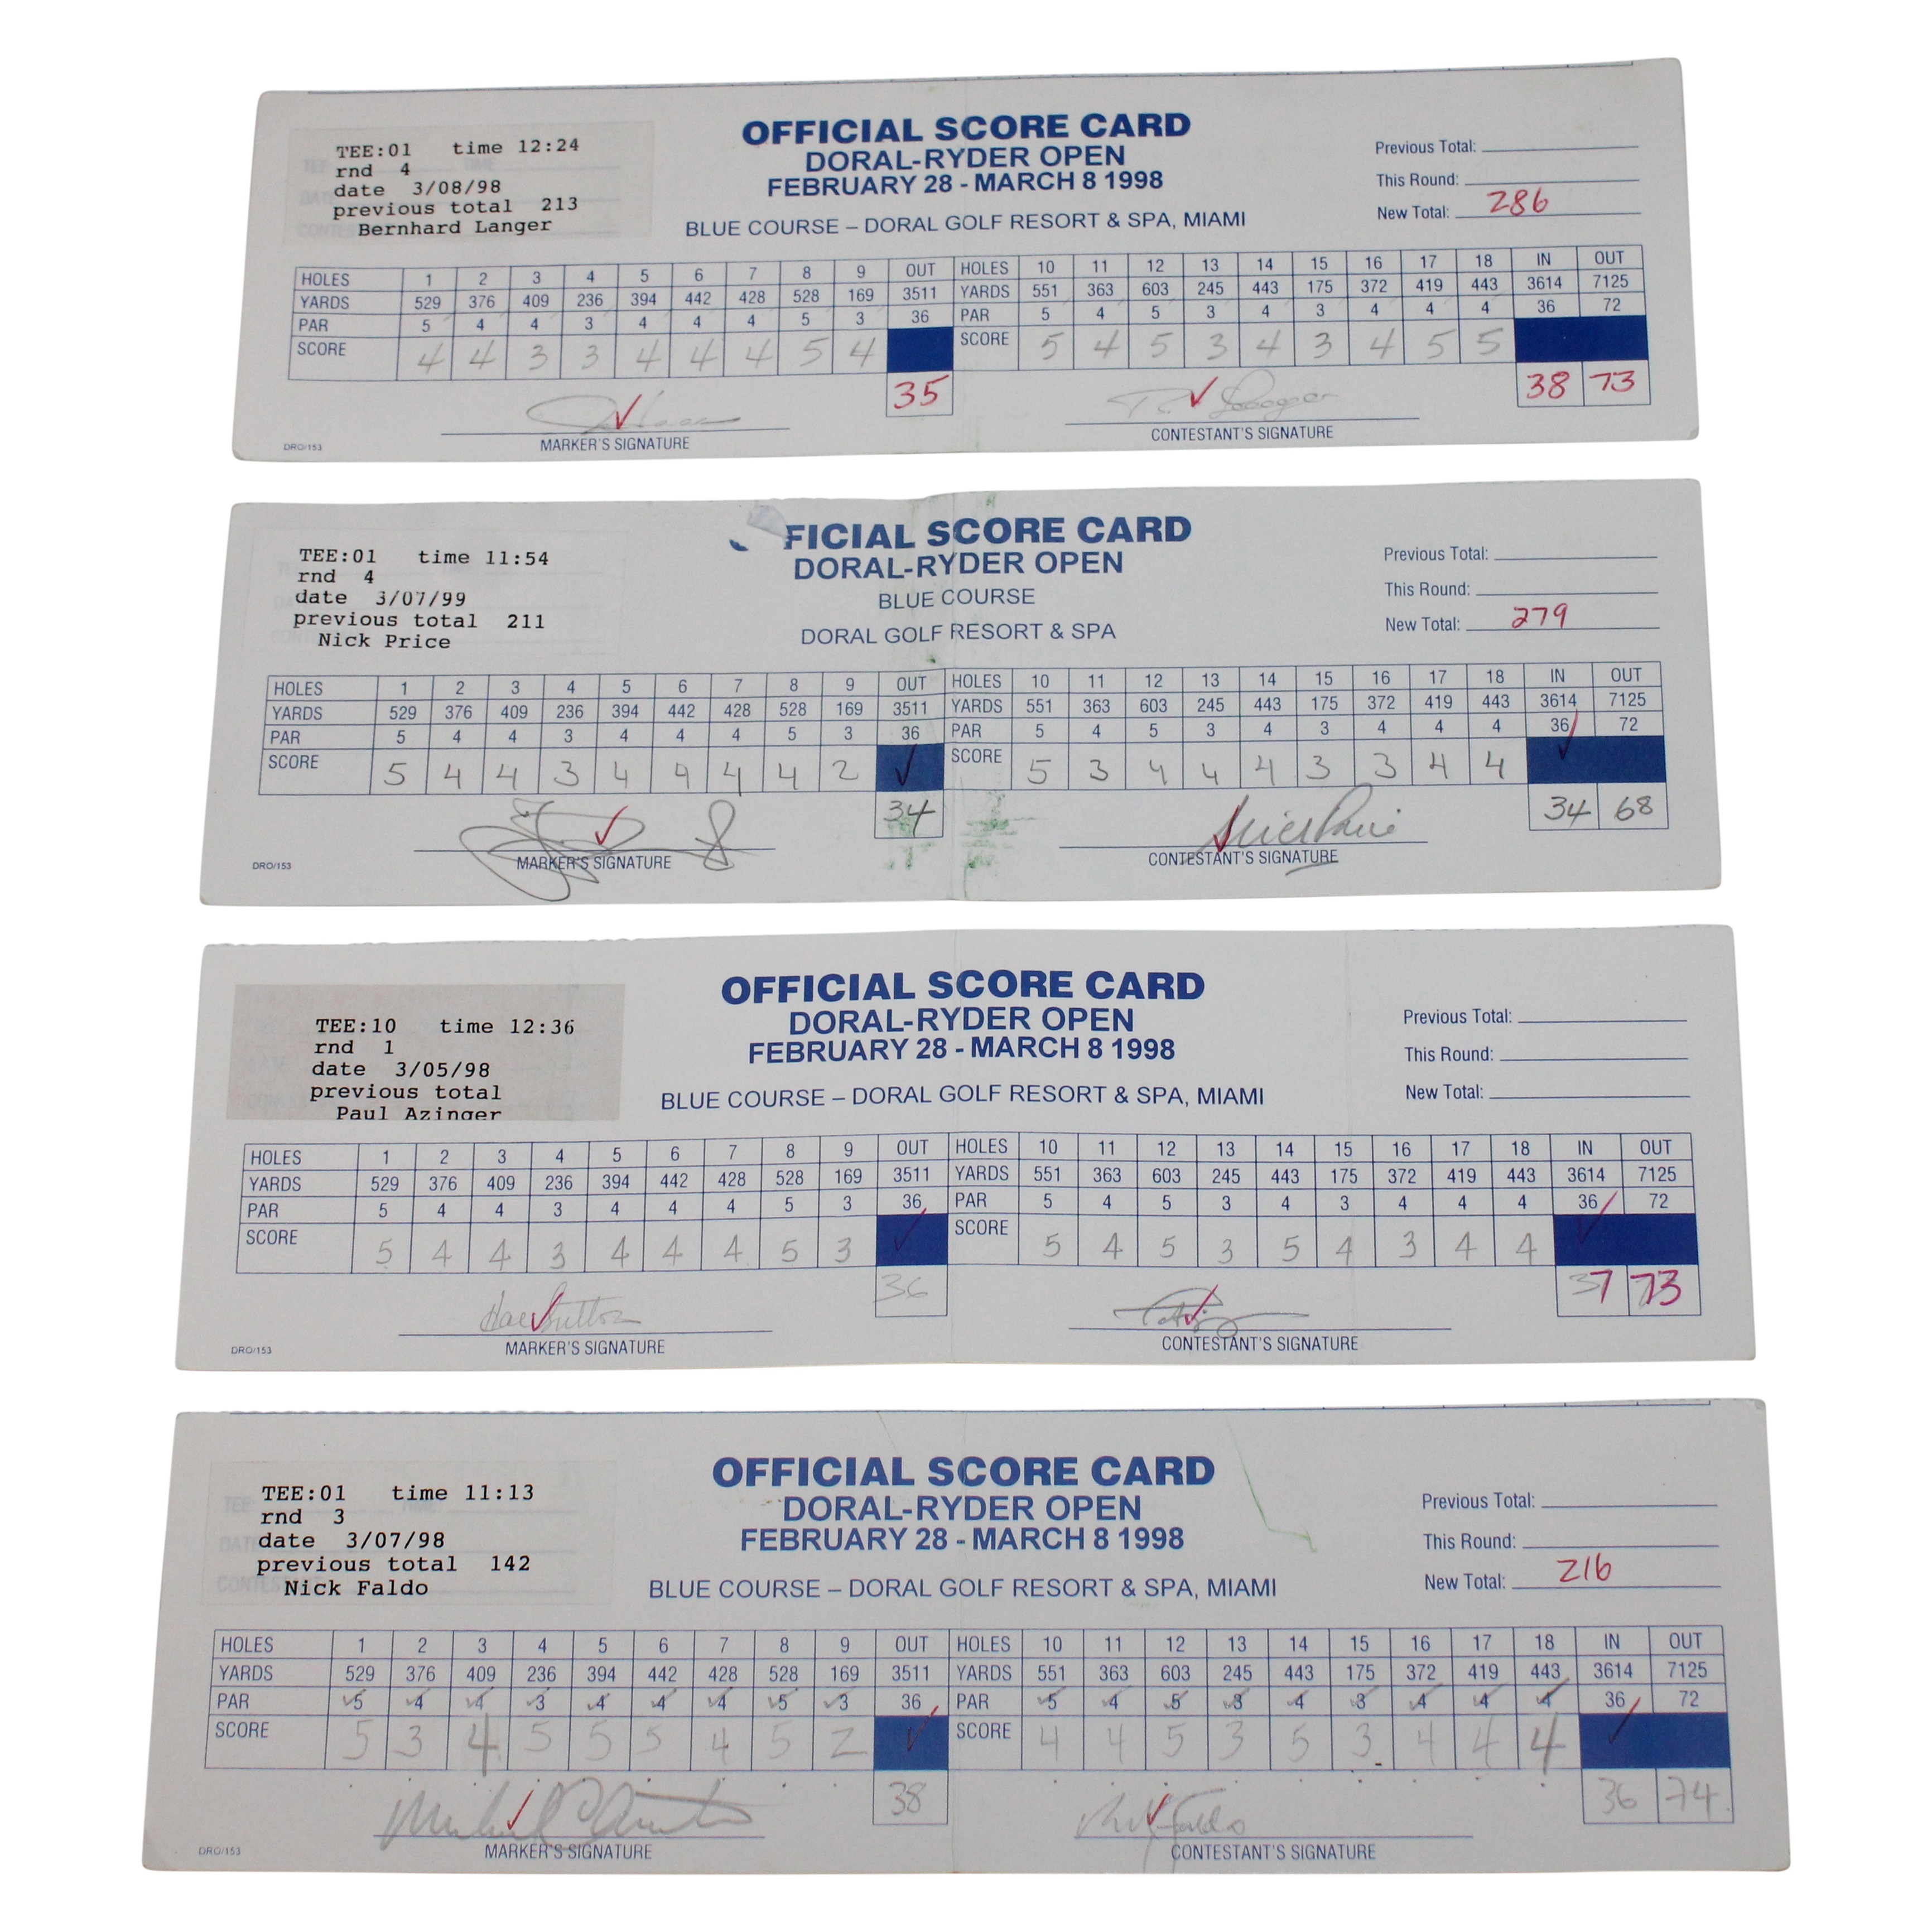 TEE:01 time 12:24
rnd 4
date 3/08/98
previous total 213
Bernhard Langer
OFFICIAL SCORE CARD
DORAL-RYDER OPEN
FEBRUARY 28 - MARCH 8 1998
BLUE COURSE – DORAL GOLF RESORT & SPA, MIAMI
Previous Total:
This Round:
New Total: 286
HOLES 1 2 3 4 5 6 7 8 9 OUT HOLES 10 11 12 13 14 15 16 17 18 IN OUT
YARDS 529 376 409 236 394 442 428 528 169 3511 YARDS 551 363 603 245 443 175 372 419 443 3614 7125
PAR 5 4 4 3 4 4 4 5 3 36 PAR 5 4 5 3 4 3 4 4 4 36 72
SCORE 4 4 3 3 4 4 4 5 4 SCORE 5 4 5 3 4 3 4 5 5
35 38 73
MARKER'S SIGNATURE CONTESTANT'S SIGNATURE
DRO/153
TEE:01 time 11:54
rnd 4
date 3/07/99
previous total 211
Nick Price
FICIAL SCORE CARD
DORAL-RYDER OPEN
BLUE COURSE
DORAL GOLF RESORT & SPA
Previous Total:
This Round:
New Total: 279
HOLES 1 2 3 4 5 6 7 8 9 OUT HOLES 10 11 12 13 14 15 16 17 18 IN OUT
YARDS 529 376 409 236 394 442 428 528 169 3511 YARDS 551 363 603 245 443 175 372 419 443 3614 7125
PAR 5 4 4 3 4 4 4 5 3 36 PAR 5 4 5 3 4 3 4 4 4 36 72
SCORE 5 4 4 3 4 4 4 4 2 SCORE 5 3 4 4 4 3 3 4 4
34 34 68
Nick Price
MARKER'S SIGNATURE CONTESTANT'S SIGNATURE
DRO/153
TEE:10 time 12:36
rnd 1
date 3/05/98
previous total
Paul Azinger
OFFICIAL SCORE CARD
DORAL-RYDER OPEN
FEBRUARY 28 - MARCH 8 1998
BLUE COURSE – DORAL GOLF RESORT & SPA, MIAMI
Previous Total:
This Round:
New Total:
HOLES 1 2 3 4 5 6 7 8 9 OUT HOLES 10 11 12 13 14 15 16 17 18 IN OUT
YARDS 529 376 409 236 394 442 428 528 169 3511 YARDS 551 363 603 245 443 175 372 419 443 3614 7125
PAR 5 4 4 3 4 4 4 5 3 36 PAR 5 4 5 3 4 3 4 4 4 36 72
SCORE 5 4 4 3 4 4 4 5 3 SCORE 5 4 5 3 5 4 3 4 4
36 37 73
Hal Sutton
MARKER'S SIGNATURE CONTESTANT'S SIGNATURE
DRO/153
TEE:01 time 11:13
rnd 3
date 3/07/98
previous total 142
Nick Faldo
OFFICIAL SCORE CARD
DORAL-RYDER OPEN
FEBRUARY 28 - MARCH 8 1998
BLUE COURSE – DORAL GOLF RESORT & SPA, MIAMI
Previous Total:
This Round:
New Total: 216
HOLES 1 2 3 4 5 6 7 8 9 OUT HOLES 10 11 12 13 14 15 16 17 18 IN OUT
YARDS 529 376 409 236 394 442 428 528 169 3511 YARDS 551 363 603 245 443 175 372 419 443 3614 7125
PAR 5 4 4 3 4 4 4 5 3 36 PAR 5 4 5 3 4 3 4 4 4 36 72
SCORE 5 3 4 5 5 5 4 5 2 SCORE 4 4 5 3 5 3 4 4 4
38 36 74
Nick Faldo
MARKER'S SIGNATURE CONTESTANT'S SIGNATURE
DRO/153